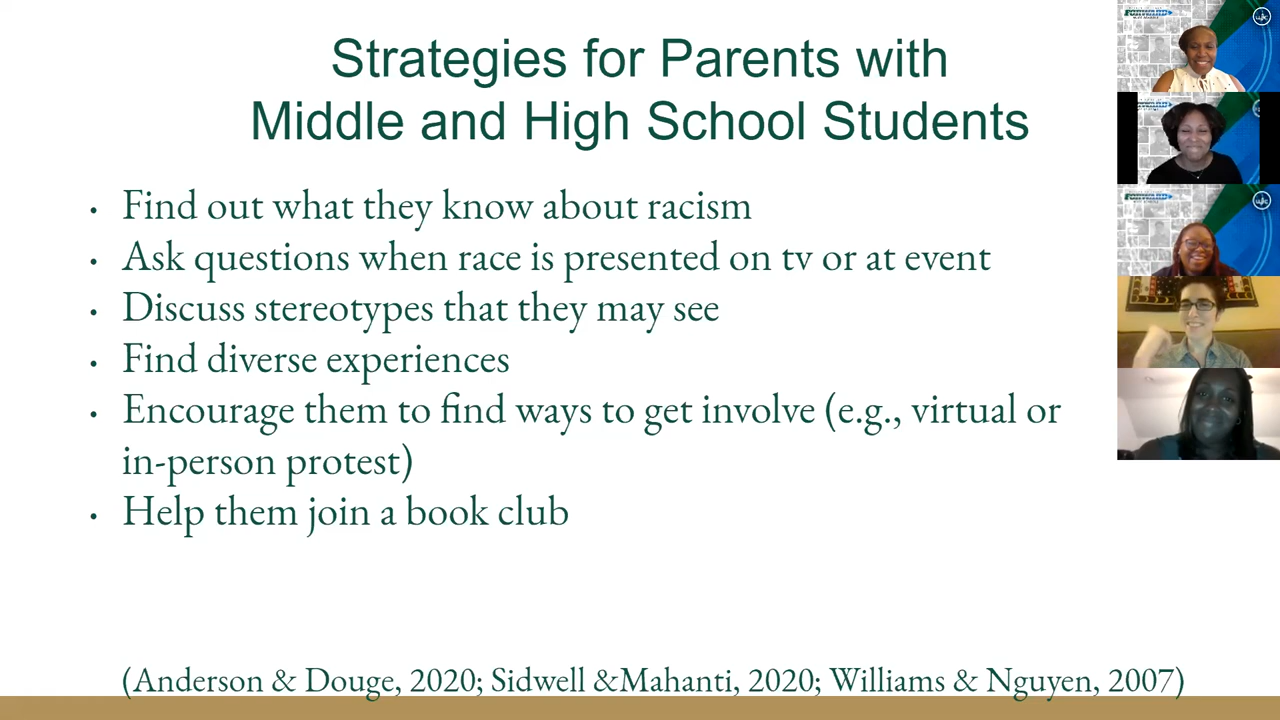 Strategies for Parents with
Middle and High School Students
• Find out what they know about racism
• Ask questions when race is presented on tv or at event
• Discuss stereotypes that they may see
• Find diverse experiences
• Encourage them to find ways to get involve (e.g., virtual or
in-person protest)
• Help them join a book club
(Anderson & Douge, 2020; Sidwell &Mahanti, 2020; Williams & Nguyen, 2007)
FORWARD
FORWARD
FORWARD